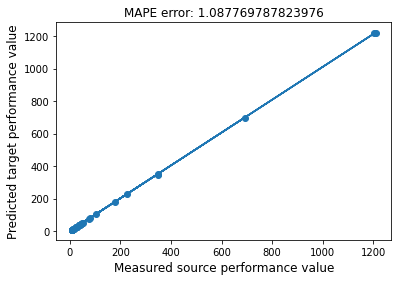 MAPE error: 1.087769787823976
1200
1000
800
600
400
200
0
Predicted target performance value
0 200 400 600 800 1000 1200
Measured source performance value